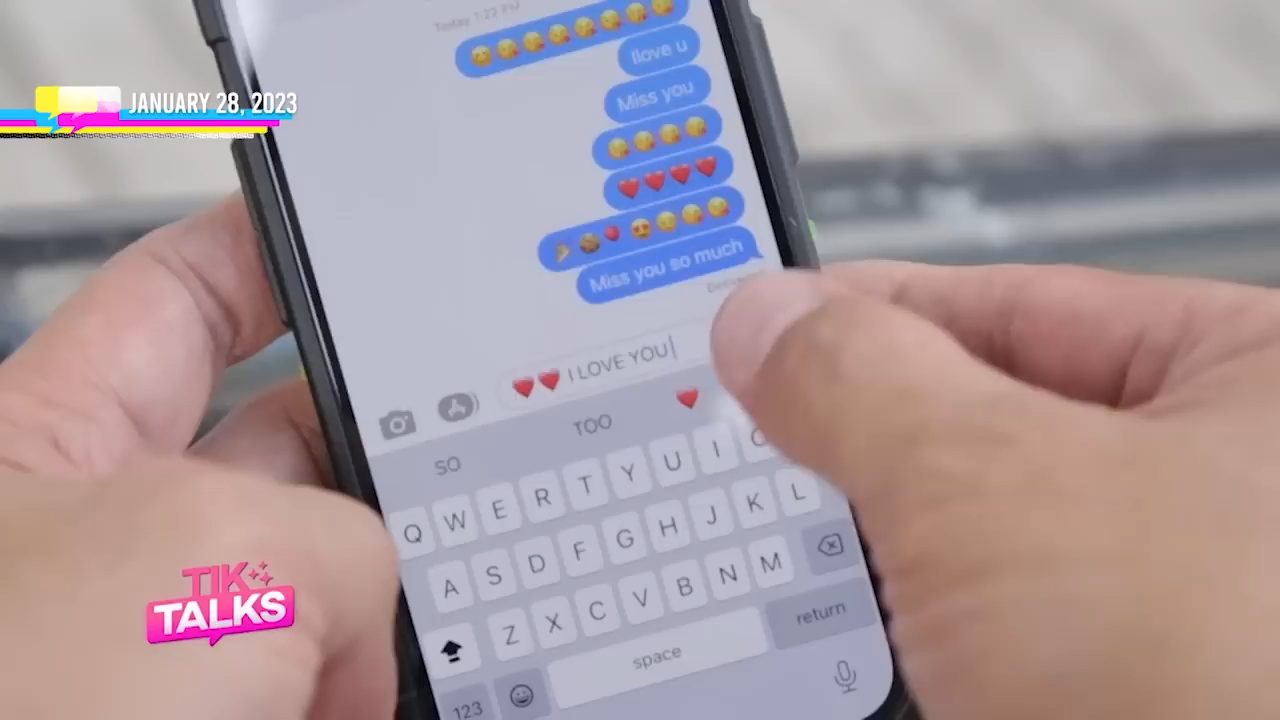 Today 1:22 PM
😊😘😘😘😘😘😘😘
Ilove u
Miss you
😘😘😘😘
❤️❤️❤️❤️
Miss you so much
JANUARY 28, 2023
❤️❤️ I LOVE YOU
SO TOO ❤️
Q W E R T Y U I
A S D F G H J K L
Z X C V B N M
123 space return
TIK
TALKS